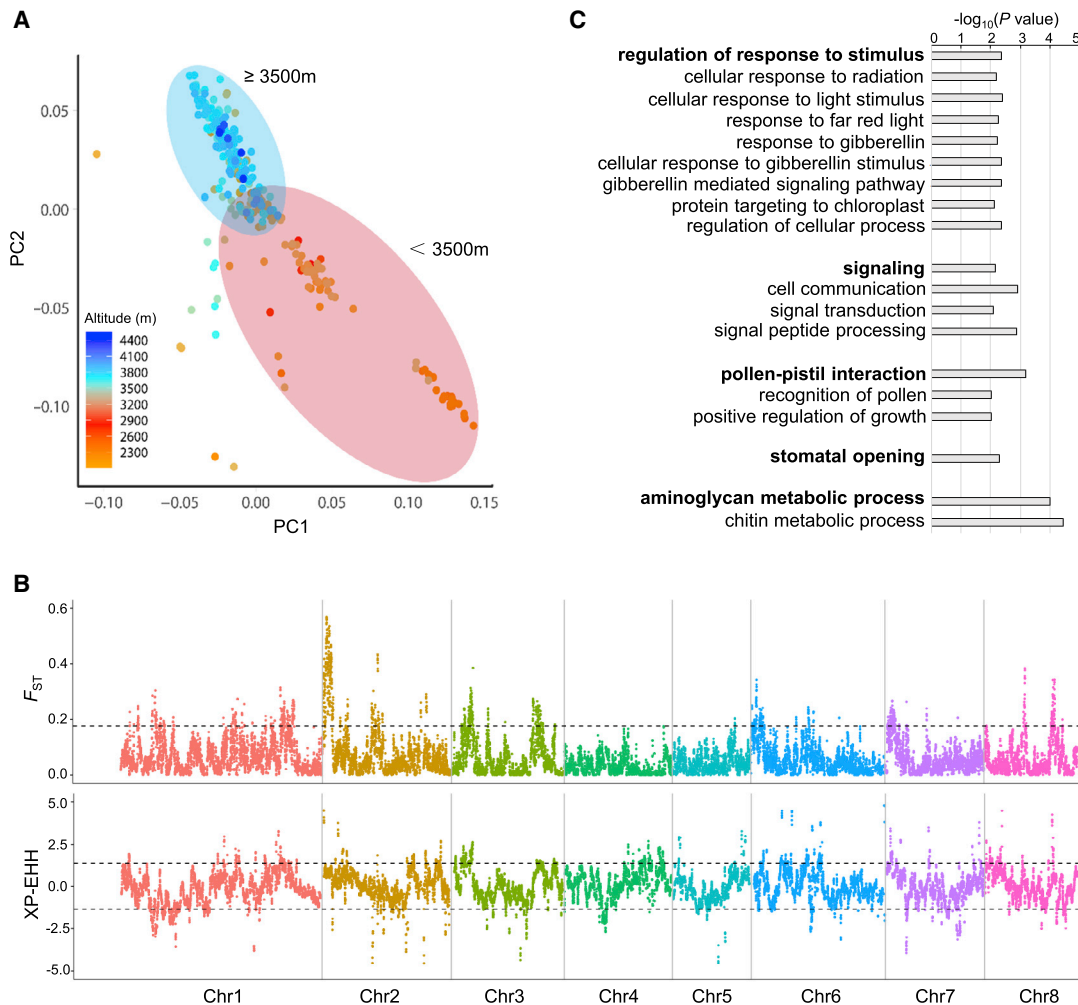 A
≥ 3500m
< 3500m
PC2
0.05
0.00
−0.05
−0.10
Altitude (m)
4400
4100
3800
3500
3200
2900
2600
2300
−0.10
−0.05
0.00
0.05
0.10
0.15
PC1
C
-log10(P value)
0 1 2 3 4 5
regulation of response to stimulus
cellular response to radiation
cellular response to light stimulus
response to far red light
response to gibberellin
cellular response to gibberellin stimulus
gibberellin mediated signaling pathway
protein targeting to chloroplast
regulation of cellular process
signaling
cell communication
signal transduction
signal peptide processing
pollen-pistil interaction
recognition of pollen
positive regulation of growth
stomatal opening
aminoglycan metabolic process
chitin metabolic process
B
FST
0.6
0.4
0.2
0.0
XP-EHH
5.0
2.5
0.0
-2.5
-5.0
Chr1
Chr2
Chr3
Chr4
Chr5
Chr6
Chr7
Chr8